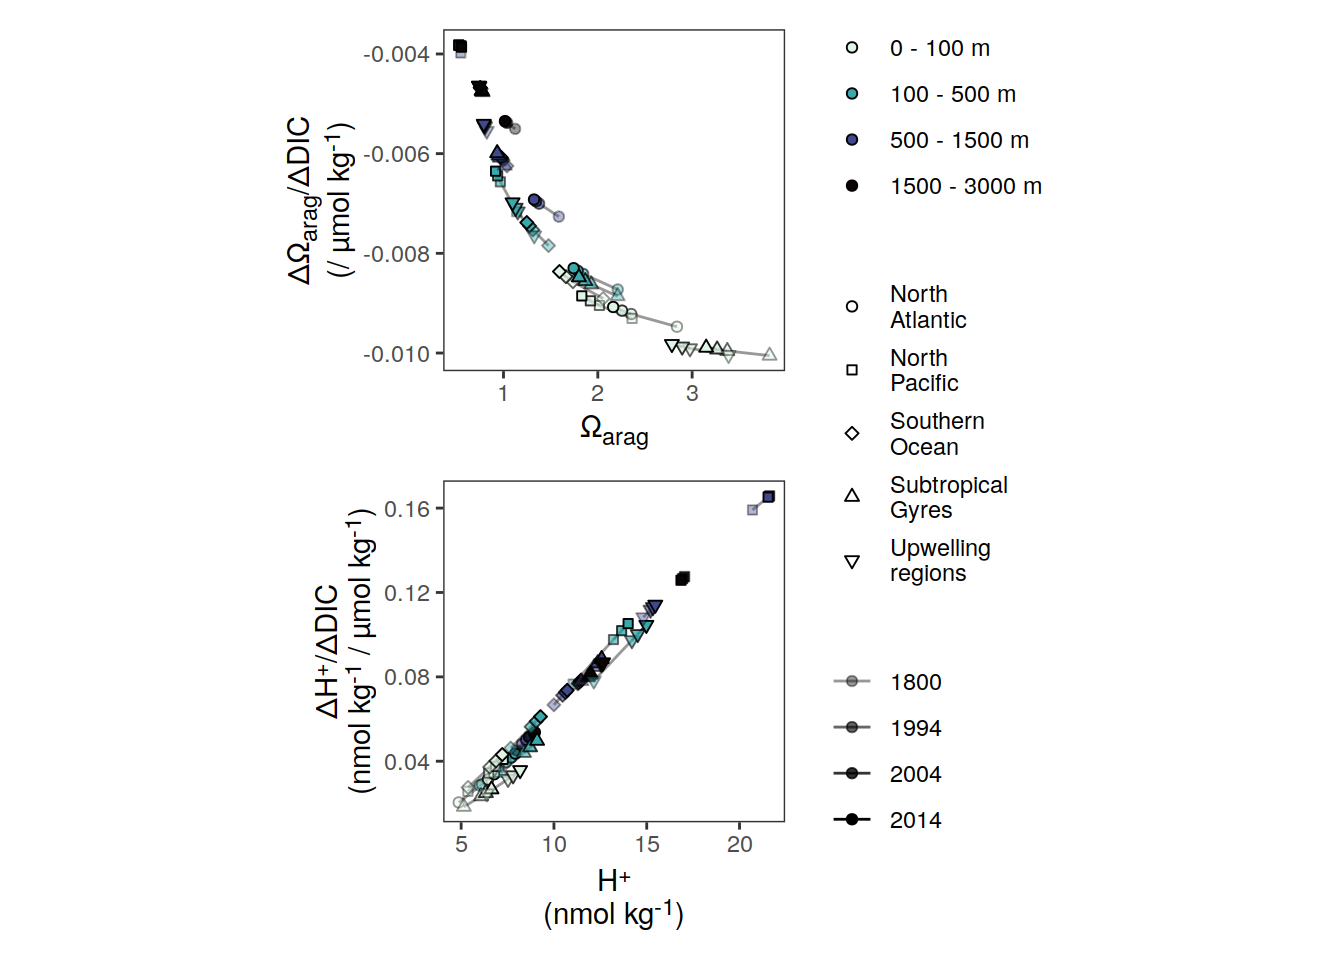 -0.004
-0.006
-0.008
-0.010
ΔΩarag/ΔDIC
(/ μmol kg-1)
1 2 3
Ωarag
0.16
0.12
0.08
0.04
ΔH+/ΔDIC
(nmol kg-1 / μmol kg-1)
5 10 15 20
H+
(nmol kg-1)
0 - 100 m
100 - 500 m
500 - 1500 m
1500 - 3000 m
North
Atlantic
North
Pacific
Southern
Ocean
Subtropical
Gyres
Upwelling
regions
1800
1994
2004
2014